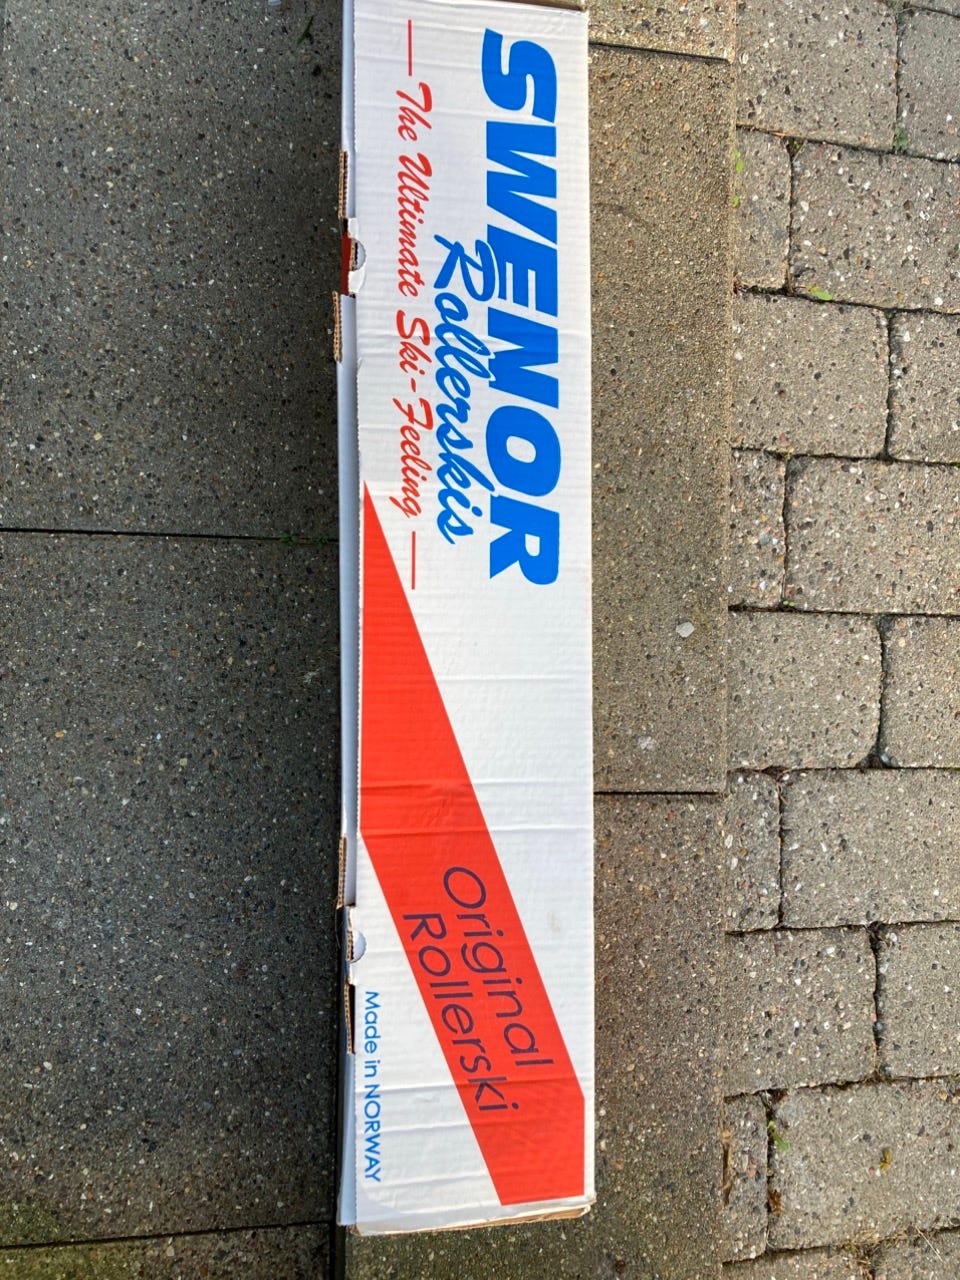 SWENOR
Rollerskis
— The Ultimate Ski-Feeling —
Original
Rollerski
Made in NORWAY